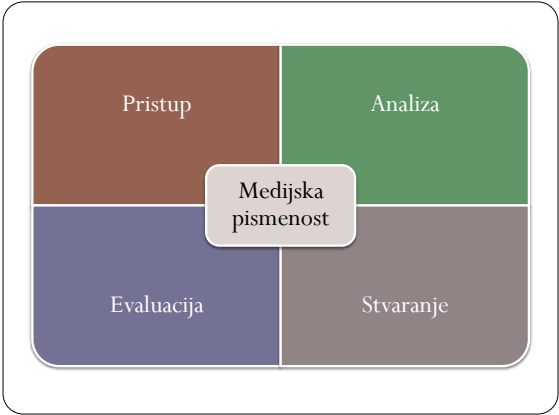 Pristup
Analiza
Medijska
pismenost
Evaluacija
Stvaranje